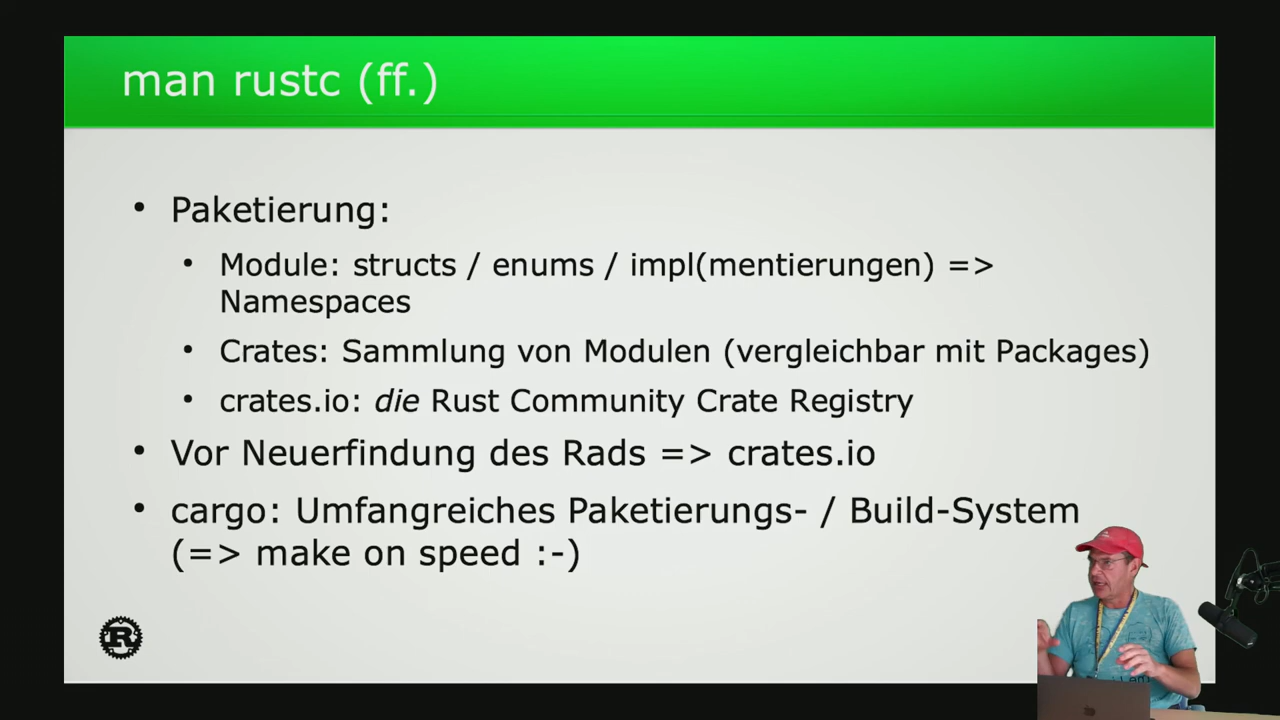 man rustc (ff.)
• Paketierung:
• Module: structs / enums / impl(mentierungen) =>
Namespaces
• Crates: Sammlung von Modulen (vergleichbar mit Packages)
• crates.io: die Rust Community Crate Registry
• Vor Neuerfindung des Rads => crates.io
• cargo: Umfangreiches Paketierungs- / Build-System
(=> make on speed :-)
R